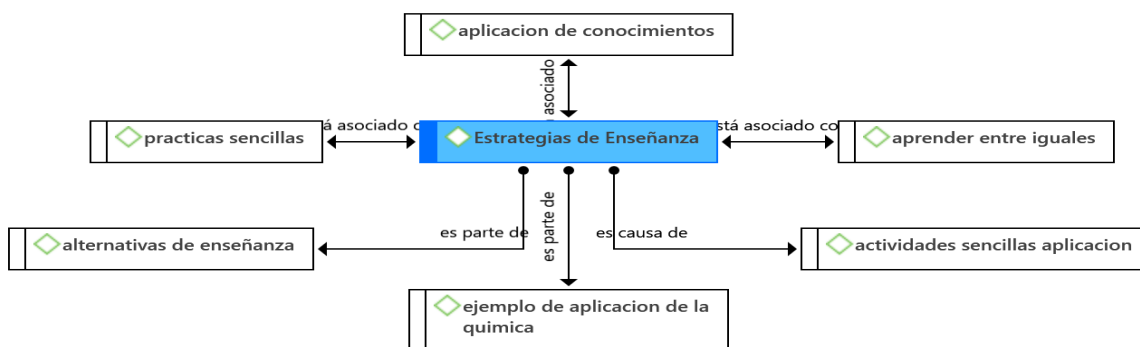 aplicacion de conocimientos
asociado
á asociado c
practicas sencillas
Estrategias de Enseñanza
stá asociado co
aprender entre iguales
es parte de
es parte de
es causa de
alternativas de enseñanza
actividades sencillas aplicacion
ejemplo de aplicacion de la
quimica